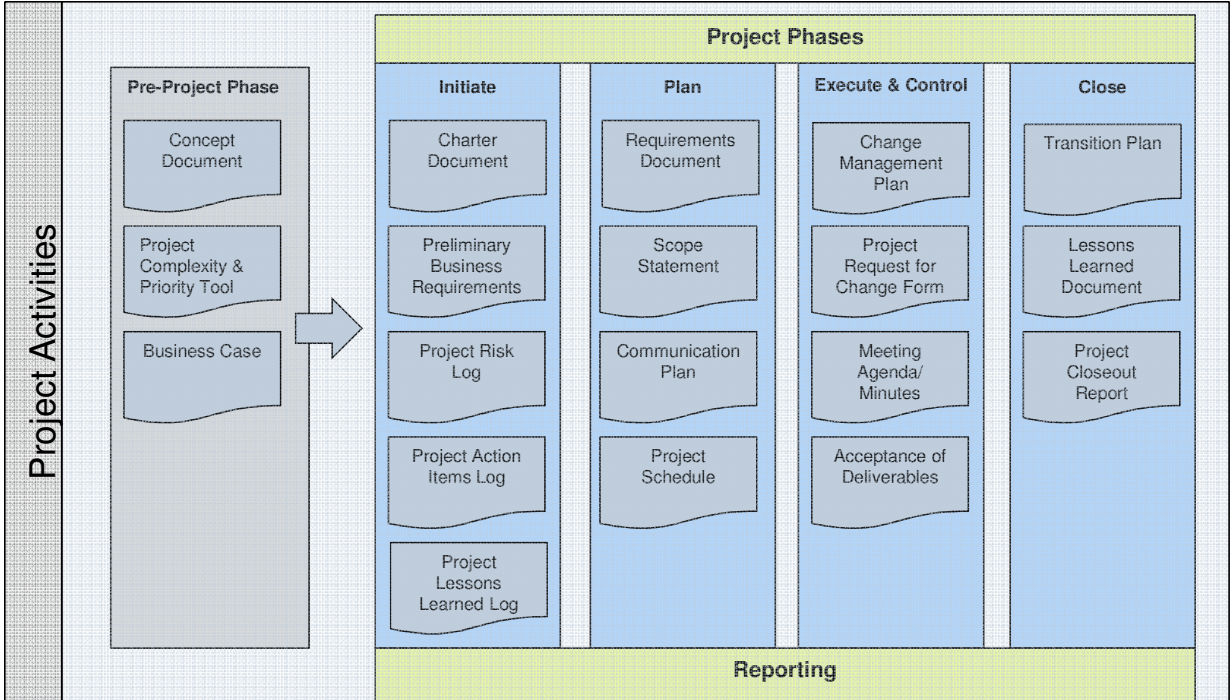 Project Activities
Project Phases
Pre-Project Phase
Concept
Document
Project
Complexity &
Priority Tool
Business Case
Initiate
Charter
Document
Preliminary
Business
Requirements
Project Risk
Log
Project Action
Items Log
Project
Lessons
Learned Log
Plan
Requirements
Document
Scope
Statement
Communication
Plan
Project
Schedule
Execute & Control
Change
Management
Plan
Project
Request for
Change Form
Meeting
Agenda/
Minutes
Acceptance of
Deliverables
Close
Transition Plan
Lessons
Learned
Document
Project
Closeout
Report
Reporting